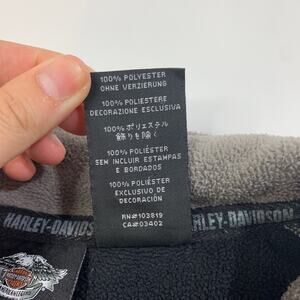 100% POLYESTER
OHNE VERZIERUNG
100% POLIESTERE
DECORAZIONE ESCLUSIVA
100% ポリエステル
飾りを除く
100% POLIÉSTER
SEM INCLUIR ESTAMPAS
E BORDADOS
100% POLIÉSTER
EXCLUSIVO DE
DECORACIÓN
RN#103819
CA#03402
HARLEY-DAVIDSON
HARLEY-DAVIDSON